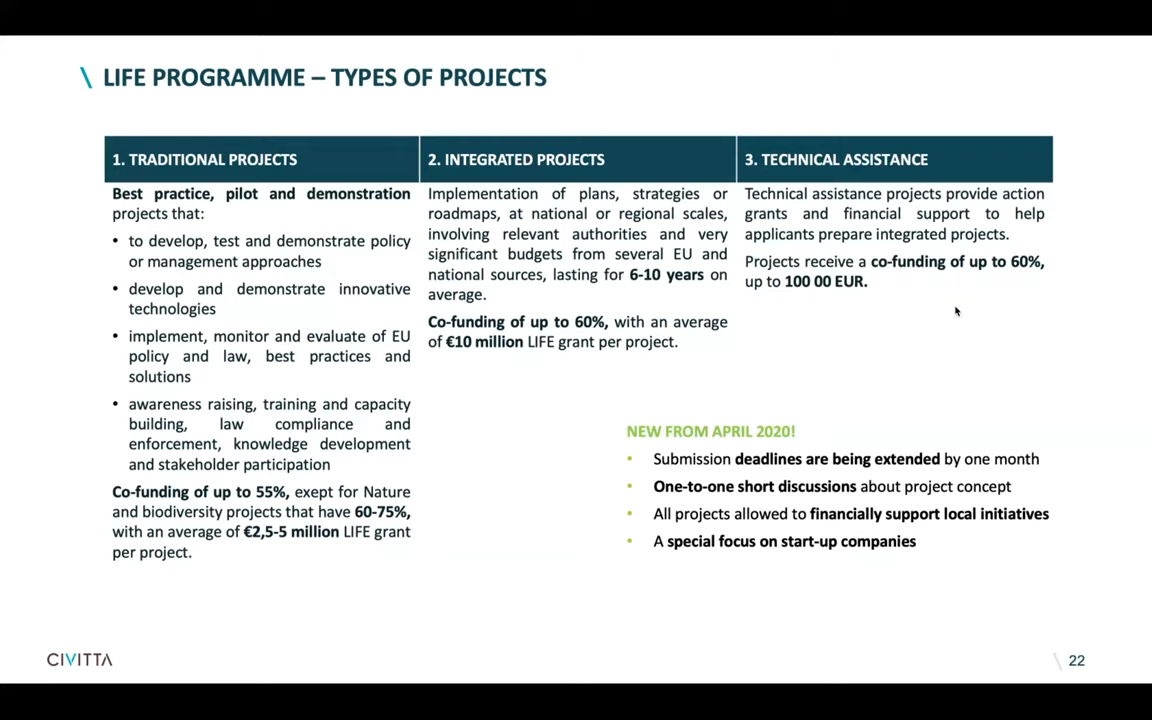 \ LIFE PROGRAMME – TYPES OF PROJECTS
1. TRADITIONAL PROJECTS
Best practice, pilot and demonstration
projects that:
• to develop, test and demonstrate policy
or management approaches
• develop and demonstrate innovative
technologies
• implement, monitor and evaluate of EU
policy and law, best practices and
solutions
• awareness raising, training and capacity
building, law compliance and
enforcement, knowledge development
and stakeholder participation
Co-funding of up to 55%, exept for Nature
and biodiversity projects that have 60-75%,
with an average of €2,5-5 million LIFE grant
per project.
2. INTEGRATED PROJECTS
Implementation of plans, strategies or
roadmaps, at national or regional scales,
involving relevant authorities and very
significant budgets from several EU and
national sources, lasting for 6-10 years on
average.
Co-funding of up to 60%, with an average
of €10 million LIFE grant per project.
3. TECHNICAL ASSISTANCE
Technical assistance projects provide action
grants and financial support to help
applicants prepare integrated projects.
Projects receive a co-funding of up to 60%,
up to 100 00 EUR.
NEW FROM APRIL 2020!
• Submission deadlines are being extended by one month
• One-to-one short discussions about project concept
• All projects allowed to financially support local initiatives
• A special focus on start-up companies
CIVITTA
\ 22